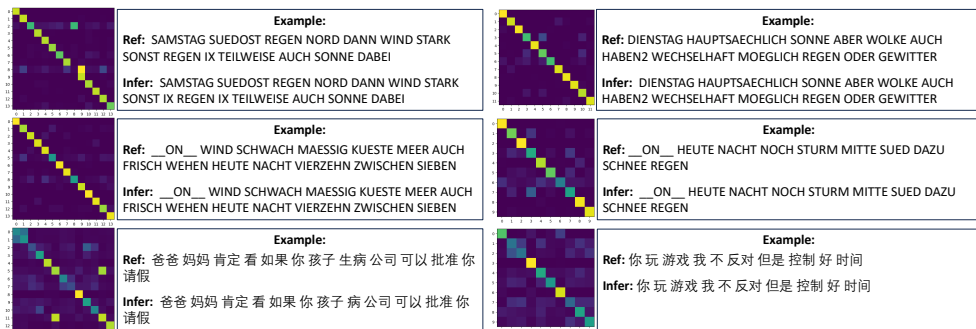 Example:
Ref: SAMSTAG SUEDOST REGEN NORD DANN WIND STARK
SONST REGEN IX TEILWEISE AUCH SONNE DABEI
Infer: SAMSTAG SUEDOST REGEN NORD DANN WIND STARK
SONST IX REGEN IX TEILWEISE AUCH SONNE DABEI
Example:
Ref: DIENSTAG HAUPTSAECHLICH SONNE ABER WOLKE AUCH
HABEN2 WECHSELHAFT MOEGLICH REGEN ODER GEWITTER
Infer: DIENSTAG HAUPTSAECHLICH SONNE ABER WOLKE AUCH
HABEN2 WECHSELHAFT MOEGLICH REGEN ODER GEWITTER
Example:
Ref: __ON__ WIND SCHWACH MAESSIG KUESTE MEER AUCH
FRISCH WEHEN HEUTE NACHT VIERZEHN ZWISCHEN SIEBEN
Infer: __ON__ WIND SCHWACH MAESSIG KUESTE MEER AUCH
FRISCH WEHEN HEUTE NACHT VIERZEHN ZWISCHEN SIEBEN
Example:
Ref: __ON__ HEUTE NACHT NOCH STURM MITTE SUED DAZU
SCHNEE REGEN
Infer: __ON__ HEUTE NACHT NOCH STURM MITTE SUED DAZU
SCHNEE REGEN
Example:
Ref: 爸爸 妈妈 肯定 看 如果 你 孩子 生病 公司 可以 批准 你
请假
Infer: 爸爸 妈妈 肯定 看 如果 你 孩子 病 公司 可以 批准 你
请假
Example:
Ref: 你 玩 游戏 我 不 反对 但是 控制 好 时间
Infer: 你 玩 游戏 我 不 反对 但是 控制 好 时间